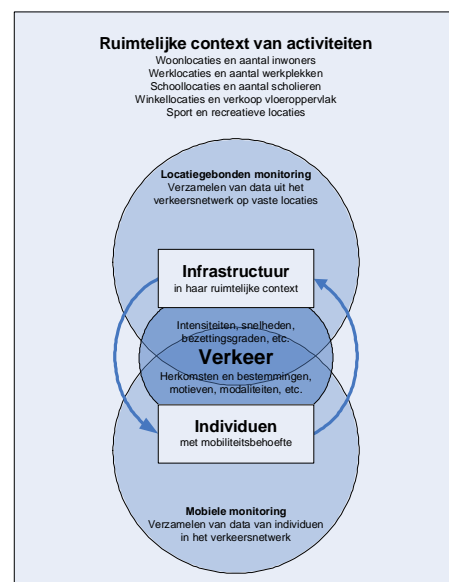 Ruimtelijke context van activiteiten
Woonlocaties en aantal inwoners
Werklocaties en aantal werkplekken
Schoollocaties en aantal scholieren
Winkellocaties en verkoop vloeroppervlak
Sport en recreatieve locaties
Locatiegebonden monitoring
Verzamelen van data uit het
verkeersnetwerk op vaste locaties
Infrastructuur
in haar ruimtelijke context
Intensiteiten, snelheden,
bezettingsgraden, etc.
Verkeer
Herkomsten en bestemmingen,
motieven, modaliteiten, etc.
Individuen
met mobiliteitsbehoefte
Mobiele monitoring
Verzamelen van data van individuen
in het verkeersnetwerk